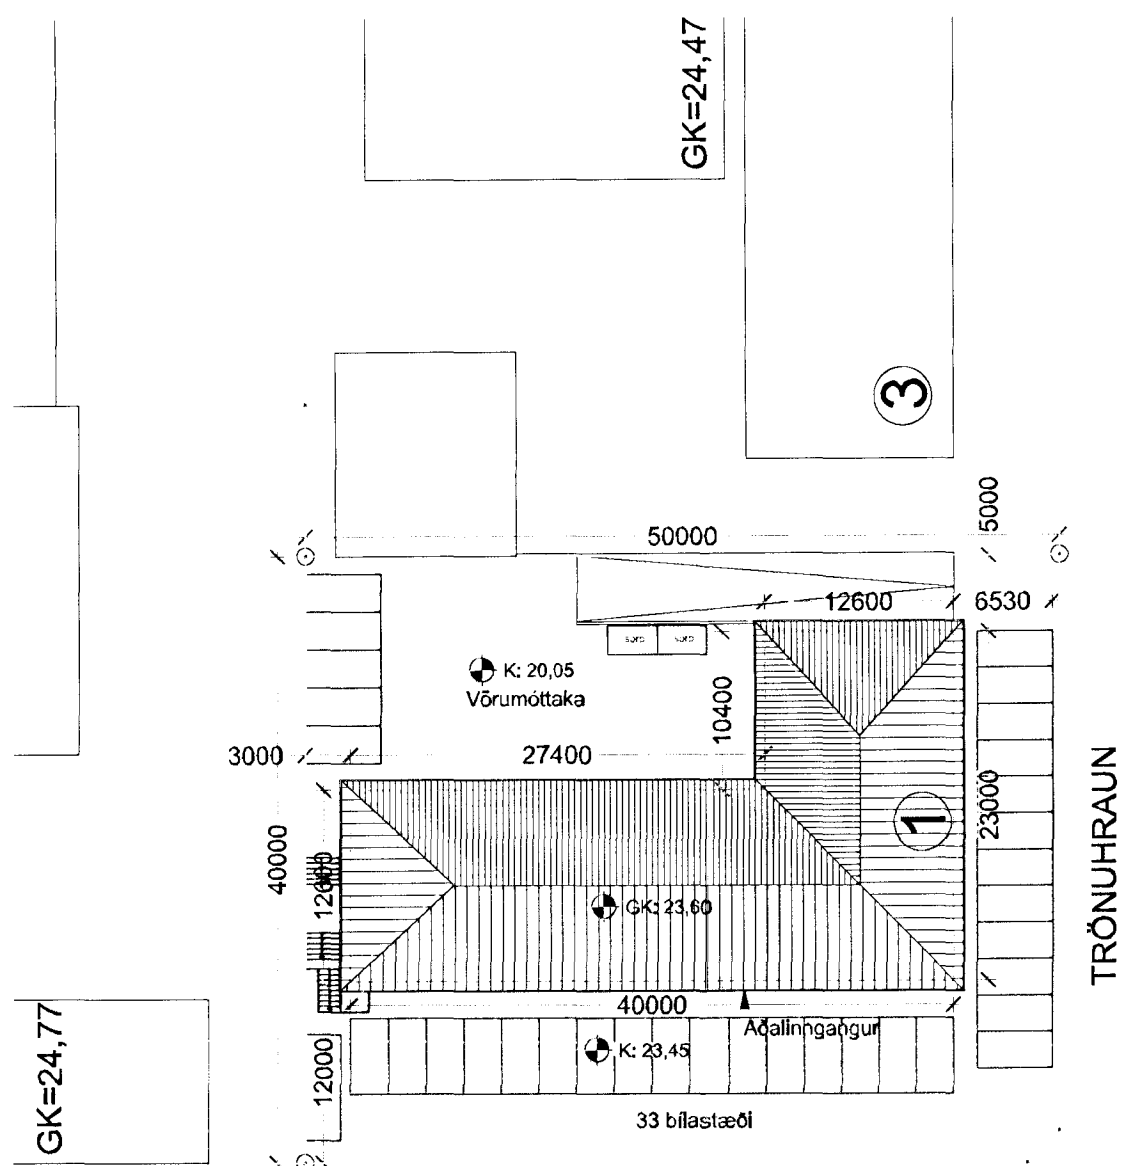 GK=24,47
3
5000
50000
12600
6530
sorp
sorp
K: 20,05
Vörumóttaka
10400
3000
27400
1
23000
40000
12600
GK: 23,60
TRÖNUHRAUN
40000
Aðalinngangur
GK=24,77
12000
K: 23,45
33 bílastæði